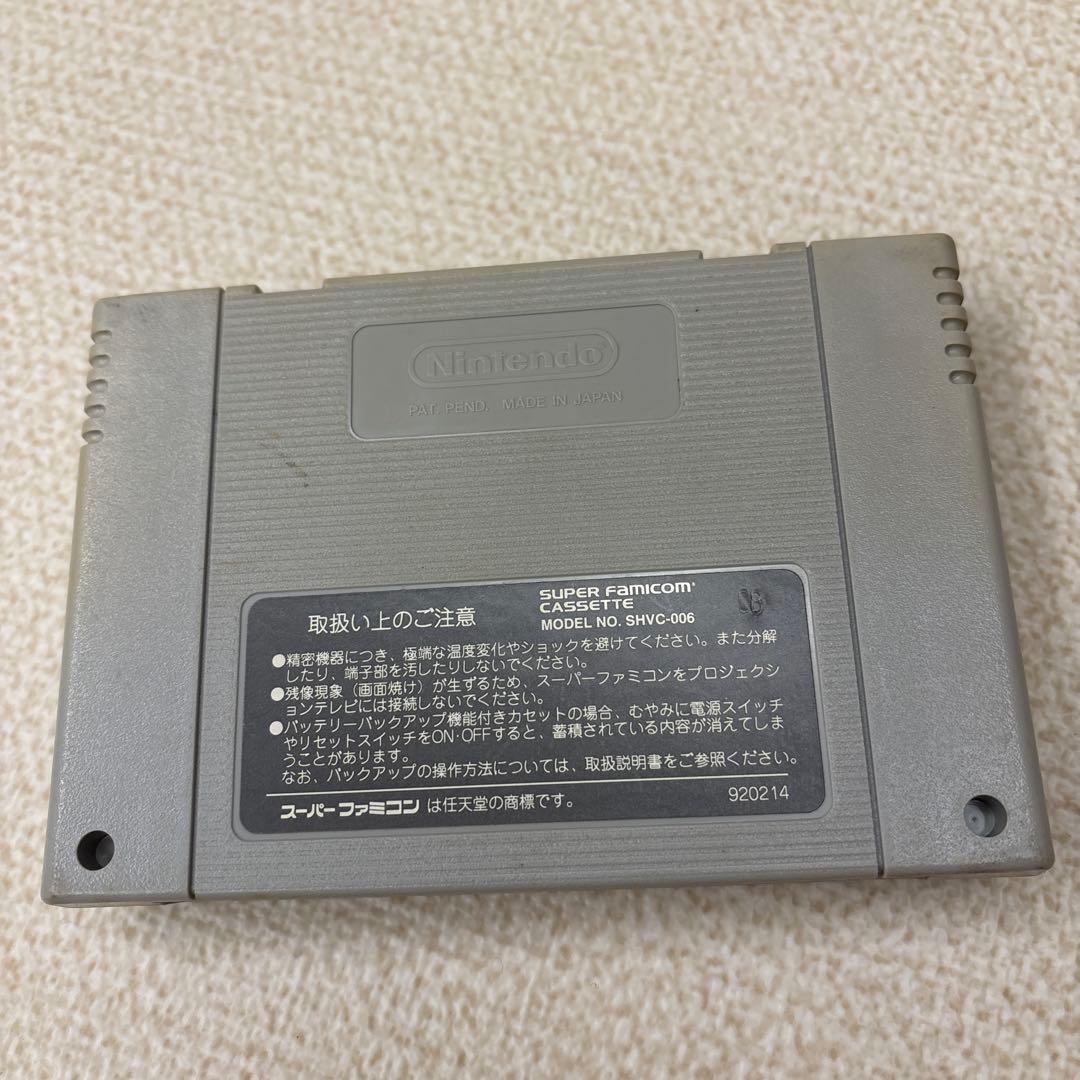 Nintendo
PAT. PEND. MADE IN JAPAN
取扱い上のご注意
SUPER FAMICOM
CASSETTE
MODEL NO. SHVC-006
●精密機器につき、極端な温度変化やショックを避けてください。また分解
したり、端子部を汚したりしないでください。
●残像現象（画面焼け）が生ずるため、スーパーファミコンをプロジェクシ
ョンテレビには接続しないでください。
●バッテリーバックアップ機能付きカセットの場合、むやみに電源スイッチ
やリセットスイッチをON·OFFすると、蓄積されている内容が消えてしま
うことがあります。
なお、バックアップの操作方法については、取扱説明書をご参照ください。
スーパーファミコンは任天堂の商標です。
920214